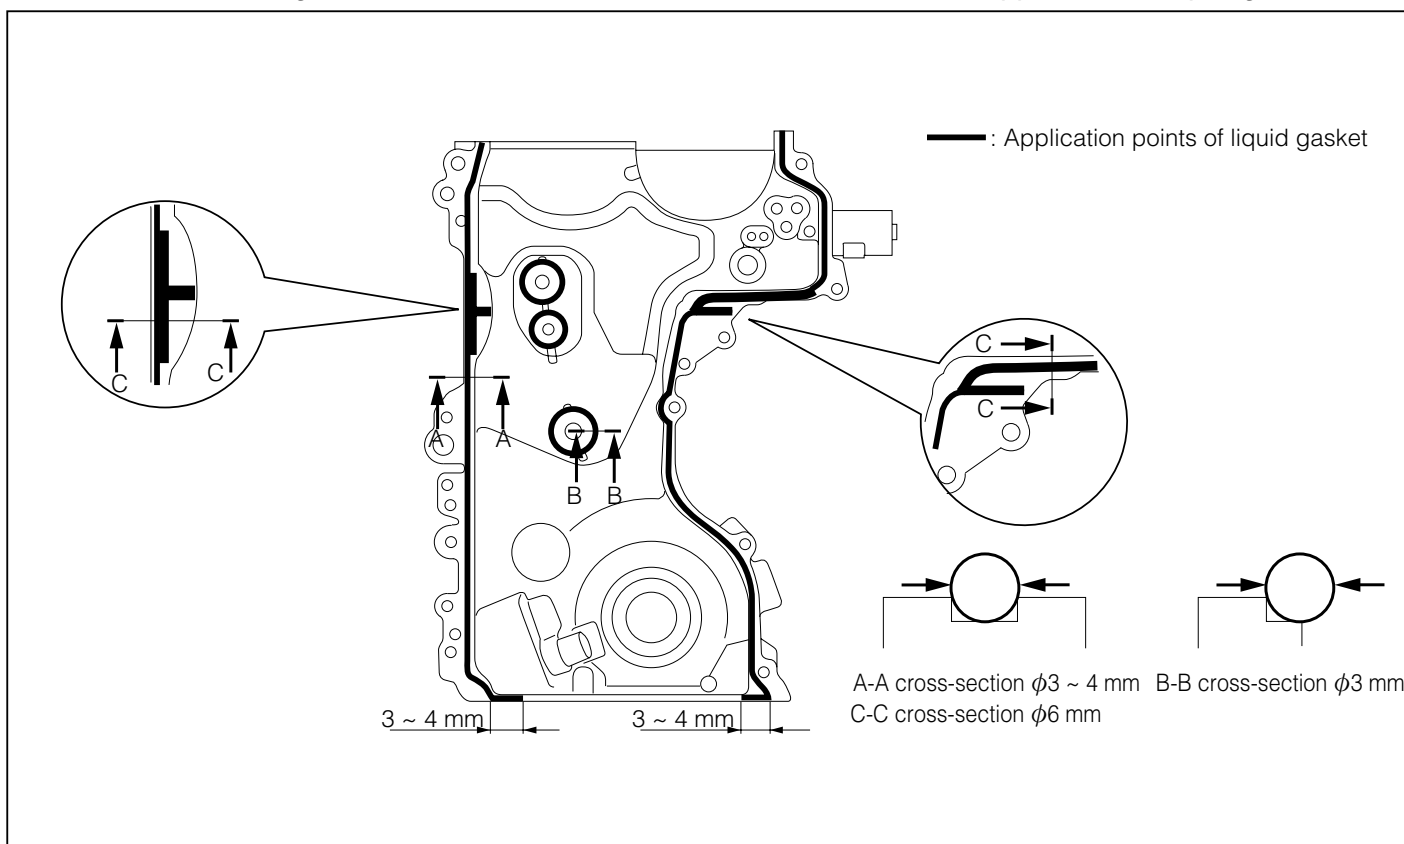 : Application points of liquid gasket
C
C
C
C
A
A
B
B
3 ~ 4 mm
3 ~ 4 mm
A-A cross-section ϕ3 ~ 4 mm
B-B cross-section ϕ3 mm
C-C cross-section ϕ6 mm